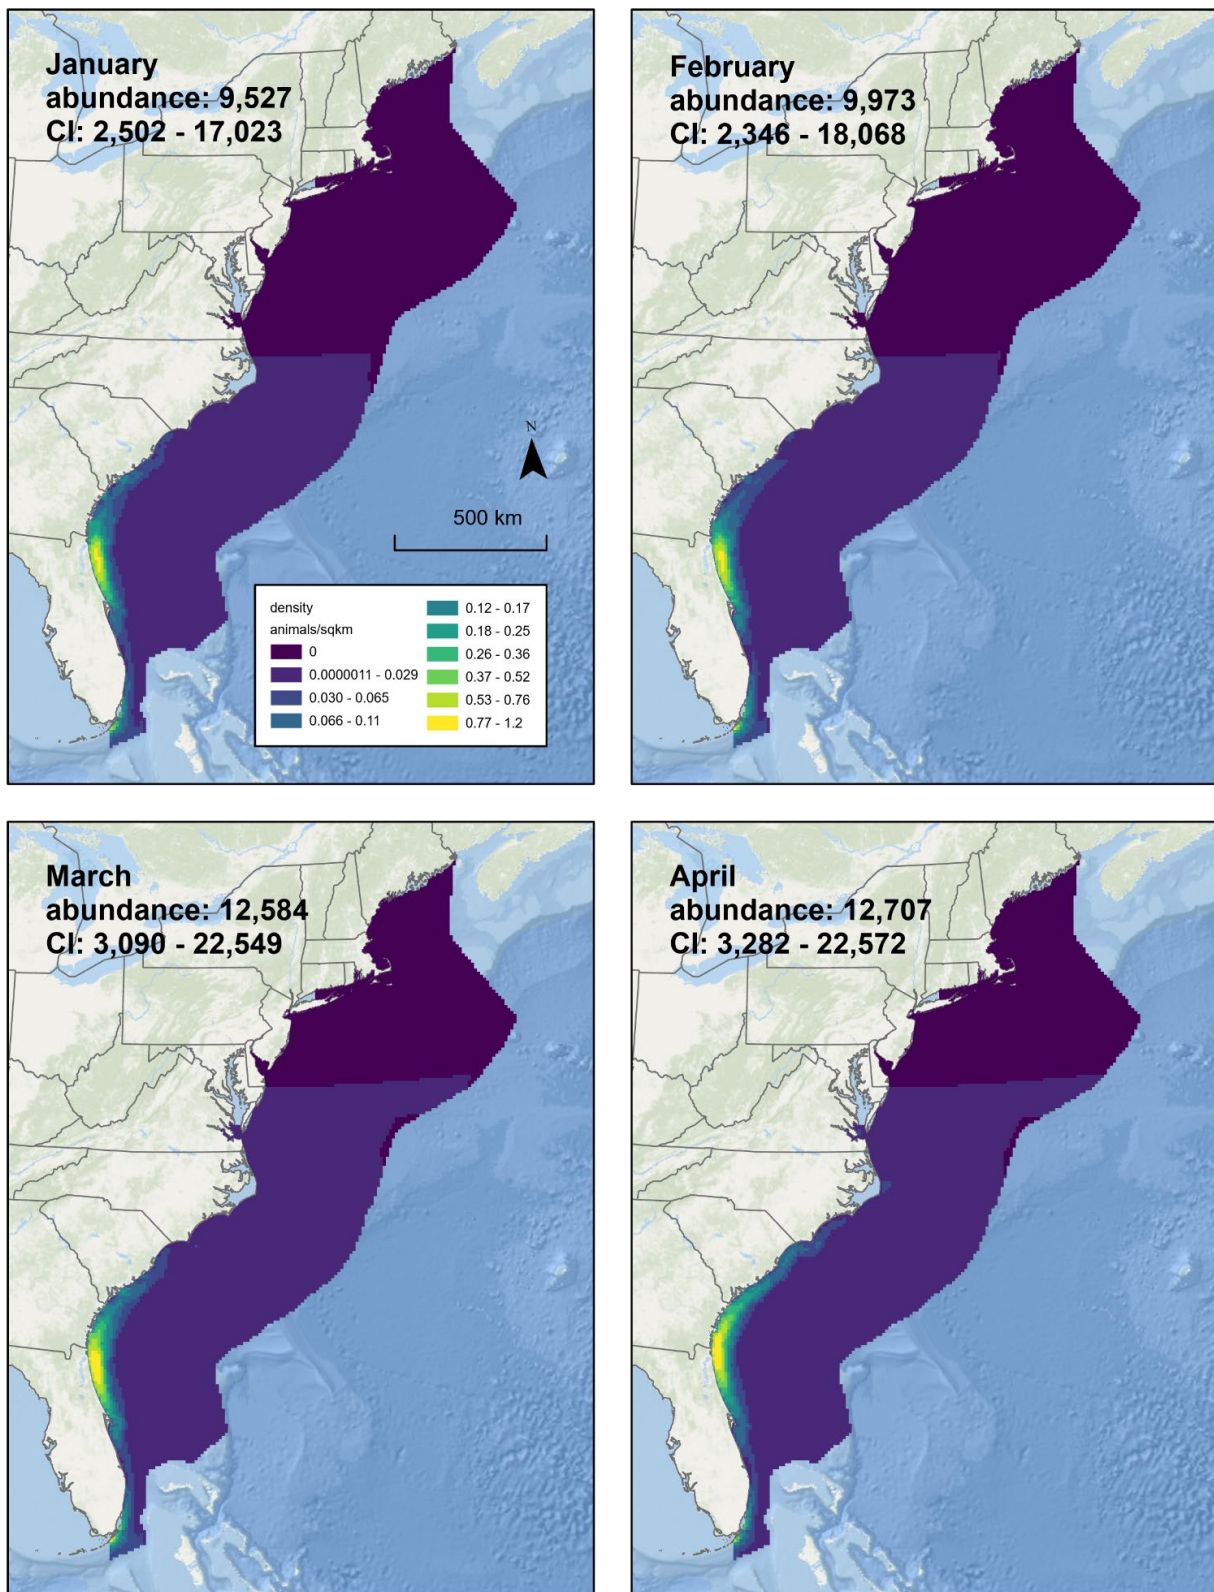 January
abundance: 9,527
CI: 2,502 - 17,023
February
abundance: 9,973
CI: 2,346 - 18,068
N
500 km
density
animals/sqkm
0
0.0000011 - 0.029
0.030 - 0.065
0.066 - 0.11
0.12 - 0.17
0.18 - 0.25
0.26 - 0.36
0.37 - 0.52
0.53 - 0.76
0.77 - 1.2
March
abundance: 12,584
CI: 3,090 - 22,549
April
abundance: 12,707
CI: 3,282 - 22,572